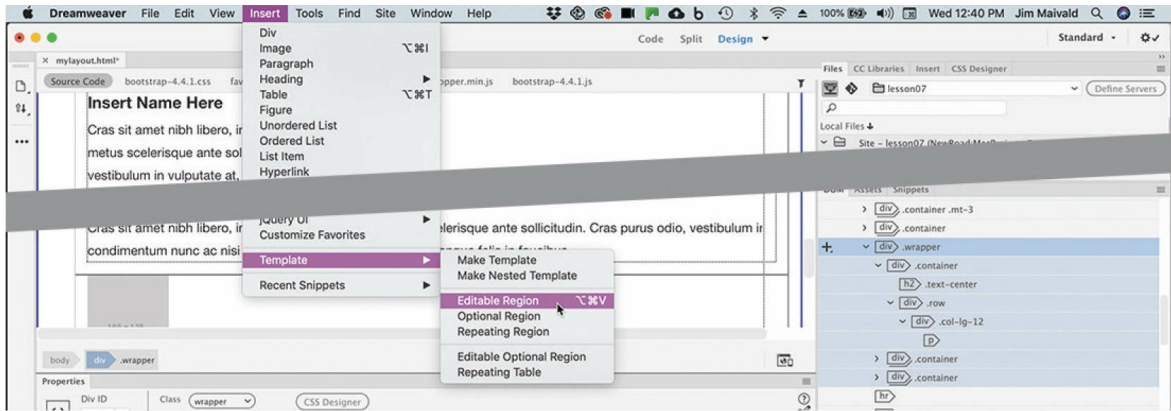 Dreamweaver File Edit View Insert Tools Find Site Window Help 100% Wed 12:40 PM Jim Maivald
Code Split Design Standard
mylayout.html*
Source Code bootstrap-4.4.1.css fav opper.min.js bootstrap-4.4.1.js
Insert Name Here
Cras sit amet nibh libero, in
metus scelerisque ante sol
vestibulum in vulputate at,
Cras sit amet nibh libero, in elerisque ante sollicitudin. Cras purus odio, vestibulum in
condimentum nunc ac nisi
Div
Image ⌥⌘I
Paragraph
Heading
Table ⌥⌘T
Figure
Unordered List
Ordered List
List Item
Hyperlink
jQuery UI
Customize Favorites
Template
Recent Snippets
Make Template
Make Nested Template
Editable Region ⌥⌘V
Optional Region
Repeating Region
Editable Optional Region
Repeating Table
body div .wrapper
Properties
Div ID Class wrapper CSS Designer
Files CC Libraries Insert CSS Designer
lesson07 Define Servers
Local Files
Site – lesson07
DOM Assets Snippets
div .container .mt-3
div .container
div .wrapper
div .container
h2 .text-center
div .row
div .col-lg-12
p
div .container
div .container
hr